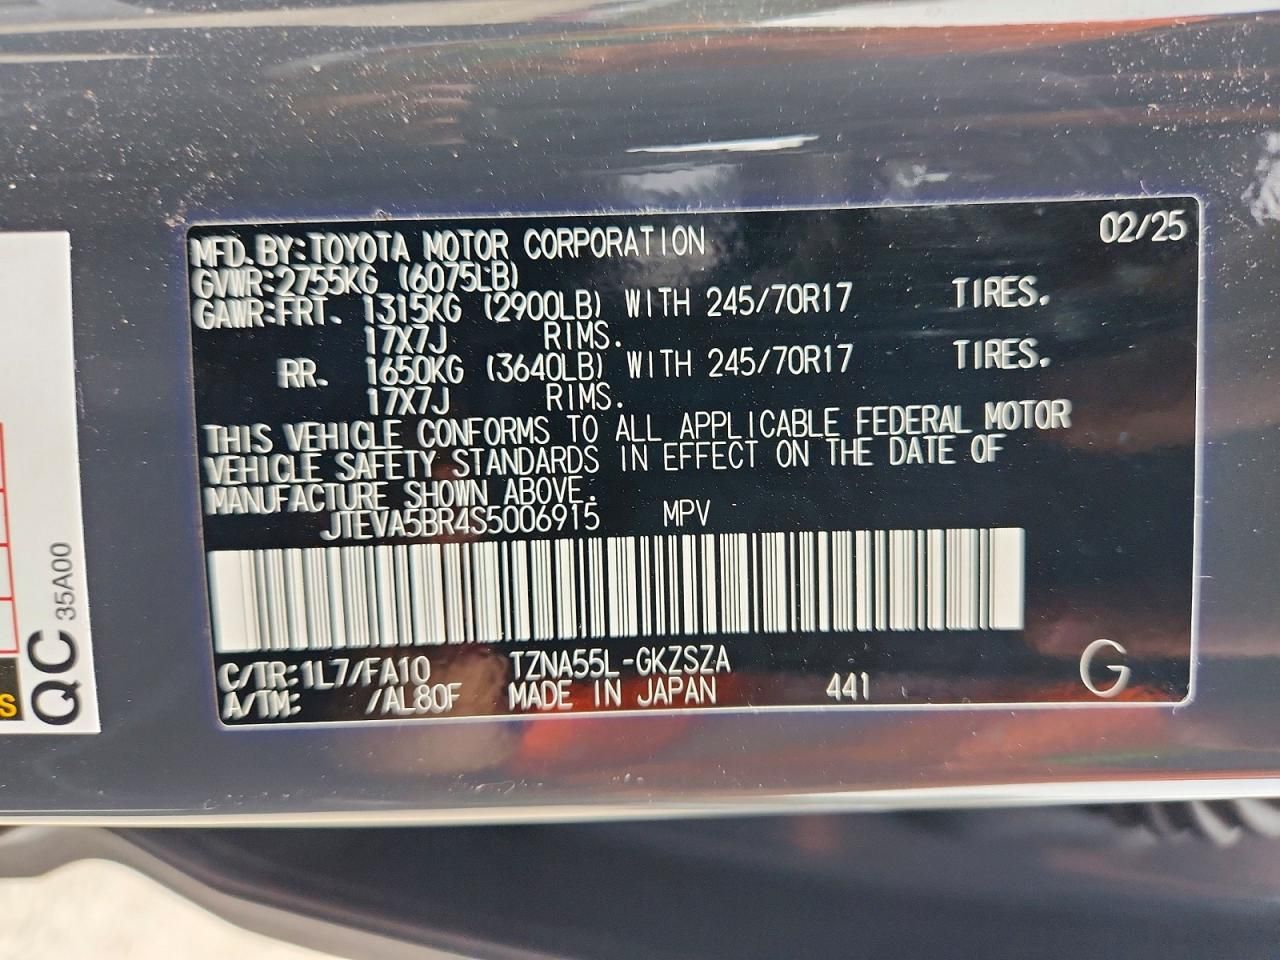 MFD.BY:TOYOTA MOTOR CORPORATION 02/25
GVWR:2755KG (6075LB)
GAWR:FRT. 1315KG (2900LB) WITH 245/70R17 TIRES.
17X7J RIMS.
RR. 1650KG (3640LB) WITH 245/70R17 TIRES.
17X7J RIMS.
THIS VEHICLE CONFORMS TO ALL APPLICABLE FEDERAL MOTOR
VEHICLE SAFETY STANDARDS IN EFFECT ON THE DATE OF
MANUFACTURE SHOWN ABOVE.
JTEVA5BR4S5006915 MPV
C/TR:1L7/FA10 TZNA55L-GKZSZA
A/TM: /AL80F MADE IN JAPAN 441 G
QC 35A00
S